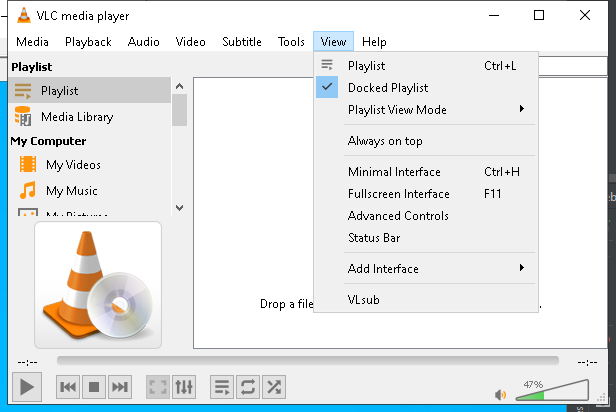 VLC media player
Media Playback Audio Video Subtitle Tools View Help
Playlist
Playlist
Media Library
My Computer
My Videos
My Music
My Pictures
Playlist Ctrl+L
Docked Playlist
Playlist View Mode
Always on top
Minimal Interface Ctrl+H
Fullscreen Interface F11
Advanced Controls
Status Bar
Add Interface
VLsub
Drop a file
--:-- --:--
47%